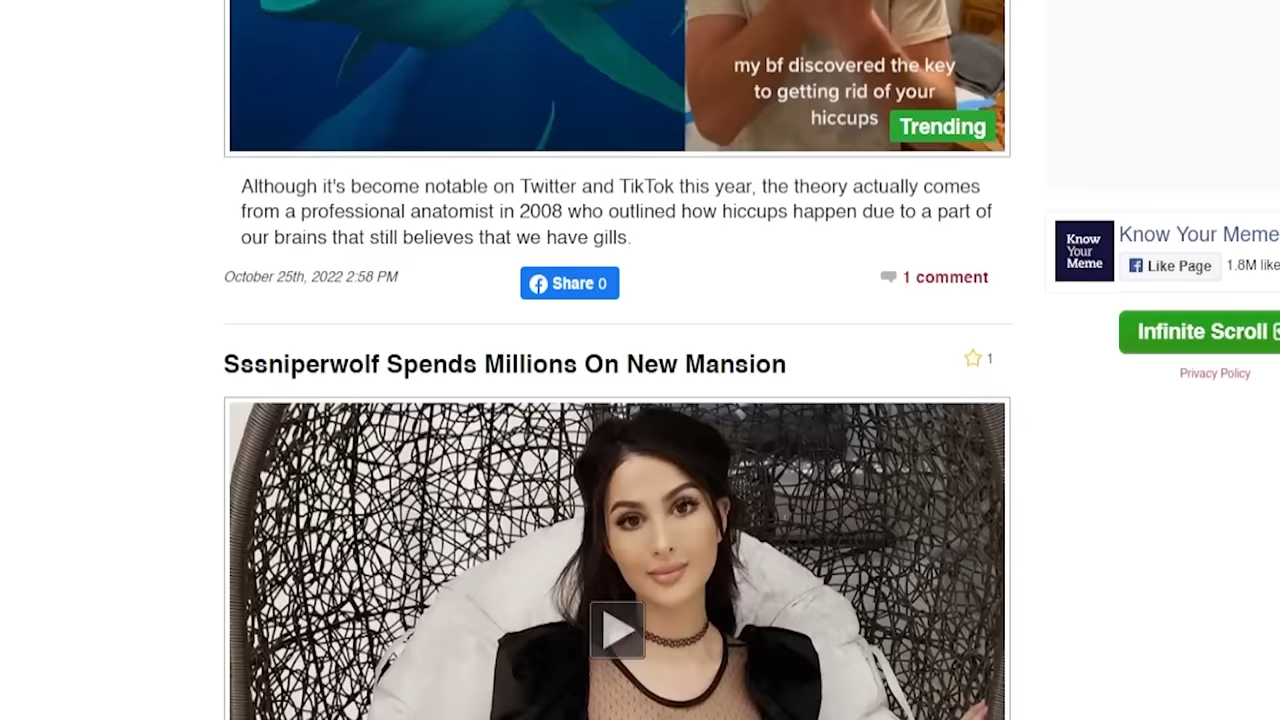 my bf discovered the key
to getting rid of your
hiccups
Trending
Although it's become notable on Twitter and TikTok this year, the theory actually comes
from a professional anatomist in 2008 who outlined how hiccups happen due to a part of
our brains that still believes that we have gills.
October 25th, 2022 2:58 PM
Share 0
1 comment
Know
Your
Meme
Know Your Meme
Like Page
1.8M like
Infinite Scroll
Privacy Policy
Sssniperwolf Spends Millions On New Mansion
1